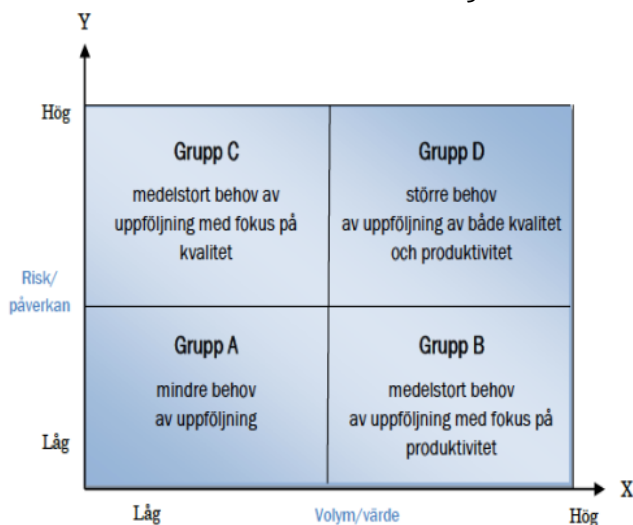 Y
Hög
Grupp C
medelstort behov av
uppföljning med fokus på
kvalitet
Grupp D
större behov
av uppföljning av både kvalitet
och produktivitet
Risk/
påverkan
Grupp A
mindre behov
av uppföljning
Grupp B
medelstort behov
av uppföljning med fokus på
produktivitet
Låg
X
Låg
Volym/värde
Hög